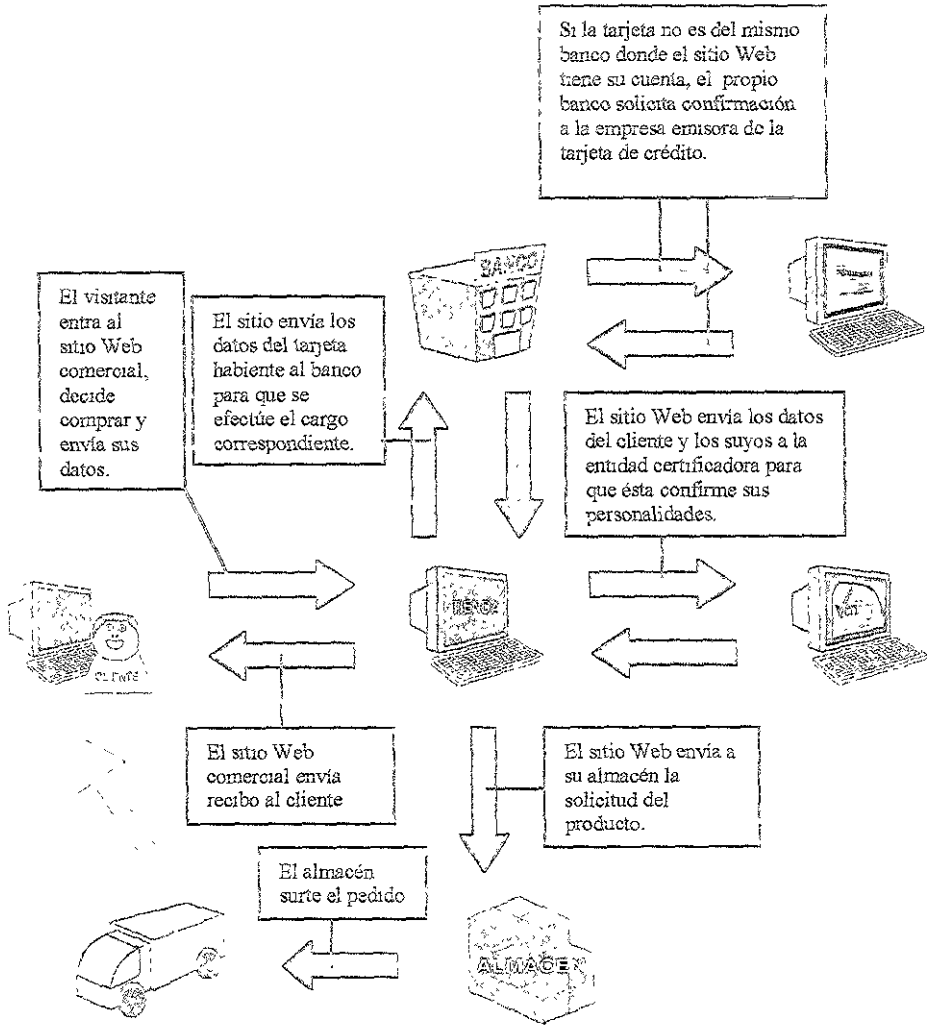 Si la tarjeta no es del mismo
banco donde el sitio Web
tiene su cuenta, el propio
banco solicita confirmación
a la empresa emisora de la
tarjeta de crédito.
BANCO
El visitante
entra al
sitio Web
comercial,
decide
comprar y
envía sus
datos.
El sitio envía los
datos del tarjeta
habiente al banco
para que se
efectúe el cargo
correspondiente.
El sitio Web envia los datos
del cliente y los suyos a la
entidad certificadora para
que ésta confirme sus
personalidades.
CLIENTE
El sitio Web
comercial envía
recibo al cliente
El sitio Web envía a
su almacén la
solicitud del
producto.
El almacén
surte el pedido
ALMACEN